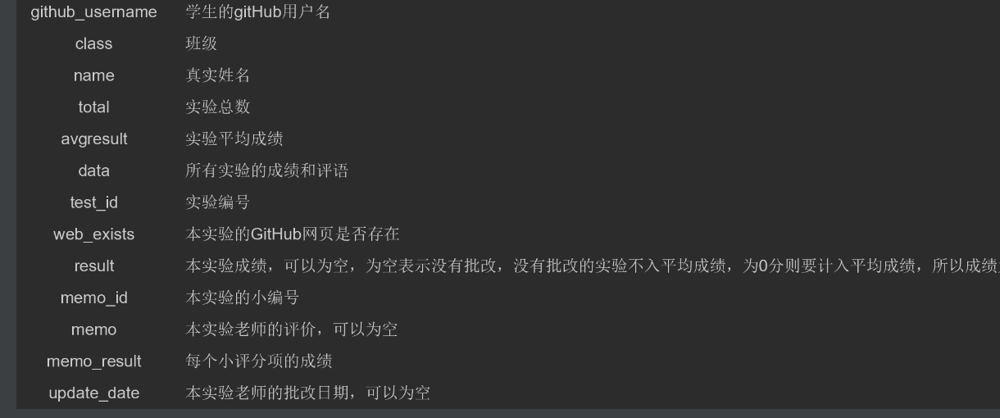 github_username 学生的gitHub用户名
class 班级
name 真实姓名
total 实验总数
avgresult 实验平均成绩
data 所有实验的成绩和评语
test_id 实验编号
web_exists 本实验的GitHub网页是否存在
result 本实验成绩，可以为空，为空表示没有批改，没有批改的实验不入平均成绩，为0分则要计入平均成绩，所以成绩
memo_id 本实验的小编号
memo 本实验老师的评价，可以为空
memo_result 每个小评分项的成绩
update_date 本实验老师的批改日期，可以为空